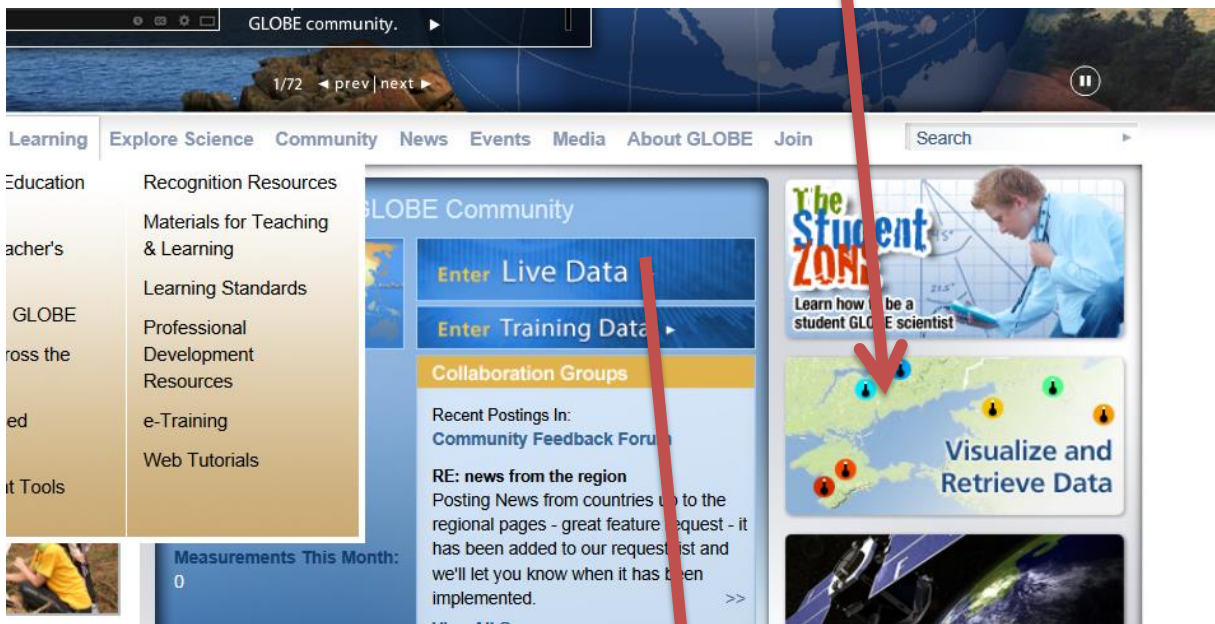 GLOBE community.
1/72 ◄ prev | next ►
Learning
Explore Science
Community
News
Events
Media
About GLOBE
Join
Search
Education
acher's
GLOBE
ross the
ed
t Tools
Recognition Resources
Materials for Teaching
& Learning
Learning Standards
Professional
Development
Resources
e-Training
Web Tutorials
GLOBE Community
Enter Live Data
Enter Training Data
Collaboration Groups
Recent Postings In:
Community Feedback Forum
RE: news from the region
Posting News from countries up to the
regional pages - great feature request - it
has been added to our request list and
we'll let you know when it has been
implemented.
>>
Measurements This Month:
0
The
Student
ZONE
Learn how to be a
student GLOBE scientist
Visualize and
Retrieve Data